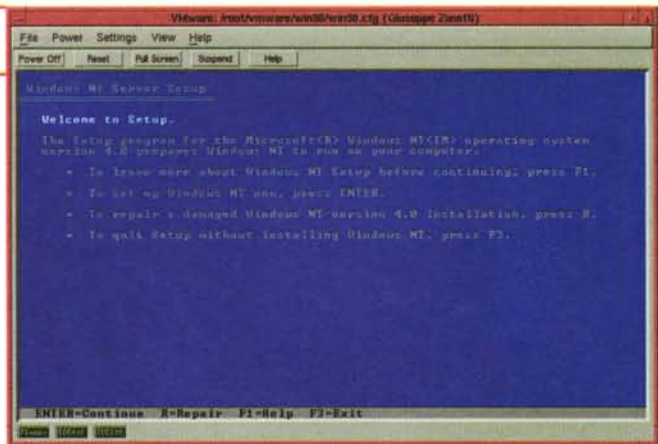 VMware: /root/vmware/win98/win98.cfg (Giuseppe Zanetti)
File Power Settings View Help
Power Off Reset Full Screen Suspend Help
Windows NT Server Setup
Welcome to Setup.
The Setup program for the Microsoft(R) Windows NT(TM) operating system
version 4.0 prepares Windows NT to run on your computer.
• To learn more about Windows NT Setup before continuing, press F1.
• To set up Windows NT now, press ENTER.
• To repair a damaged Windows NT version 4.0 installation, press R.
• To quit Setup without installing Windows NT, press F3.
ENTER=Continue R=Repair F1=Help F3=Exit